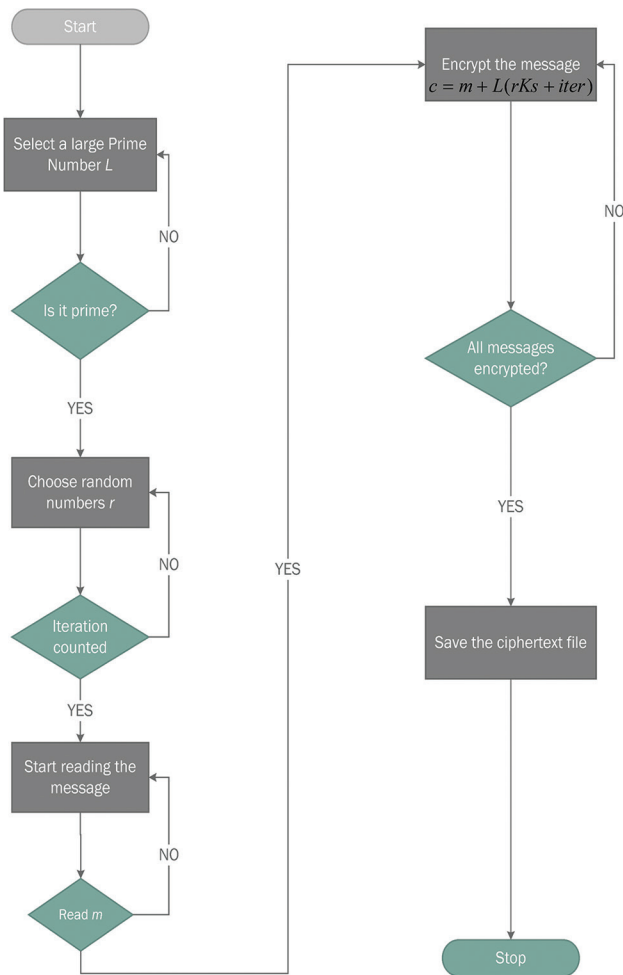 Start
Select a large Prime
Number L
NO
Is it prime?
YES
Choose random
numbers r
NO
Iteration
counted
YES
Start reading the
message
NO
Read m
YES
Encrypt the message
c = m + L(rKs + iter)
NO
All messages
encrypted?
YES
Save the ciphertext file
Stop